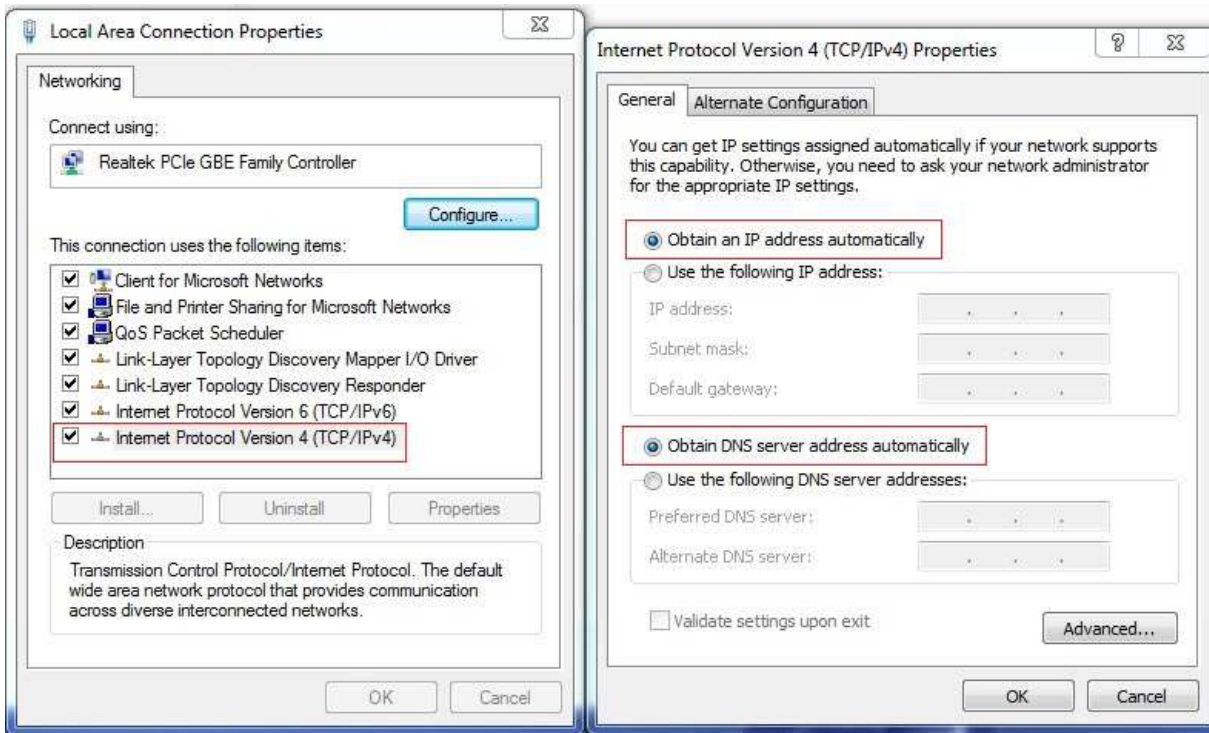 Local Area Connection Properties
Networking
Connect using:
Realtek PCIe GBE Family Controller
Configure...
This connection uses the following items:
Client for Microsoft Networks
File and Printer Sharing for Microsoft Networks
QoS Packet Scheduler
Link-Layer Topology Discovery Mapper I/O Driver
Link-Layer Topology Discovery Responder
Internet Protocol Version 6 (TCP/IPv6)
Internet Protocol Version 4 (TCP/IPv4)
Install...
Uninstall
Properties
Description
Transmission Control Protocol/Internet Protocol. The default
wide area network protocol that provides communication
across diverse interconnected networks.
OK
Cancel
Internet Protocol Version 4 (TCP/IPv4) Properties
General
Alternate Configuration
You can get IP settings assigned automatically if your network supports
this capability. Otherwise, you need to ask your network administrator
for the appropriate IP settings.
Obtain an IP address automatically
Use the following IP address:
IP address:
Subnet mask:
Default gateway:
Obtain DNS server address automatically
Use the following DNS server addresses:
Preferred DNS server:
Alternate DNS server:
Validate settings upon exit
Advanced...
OK
Cancel